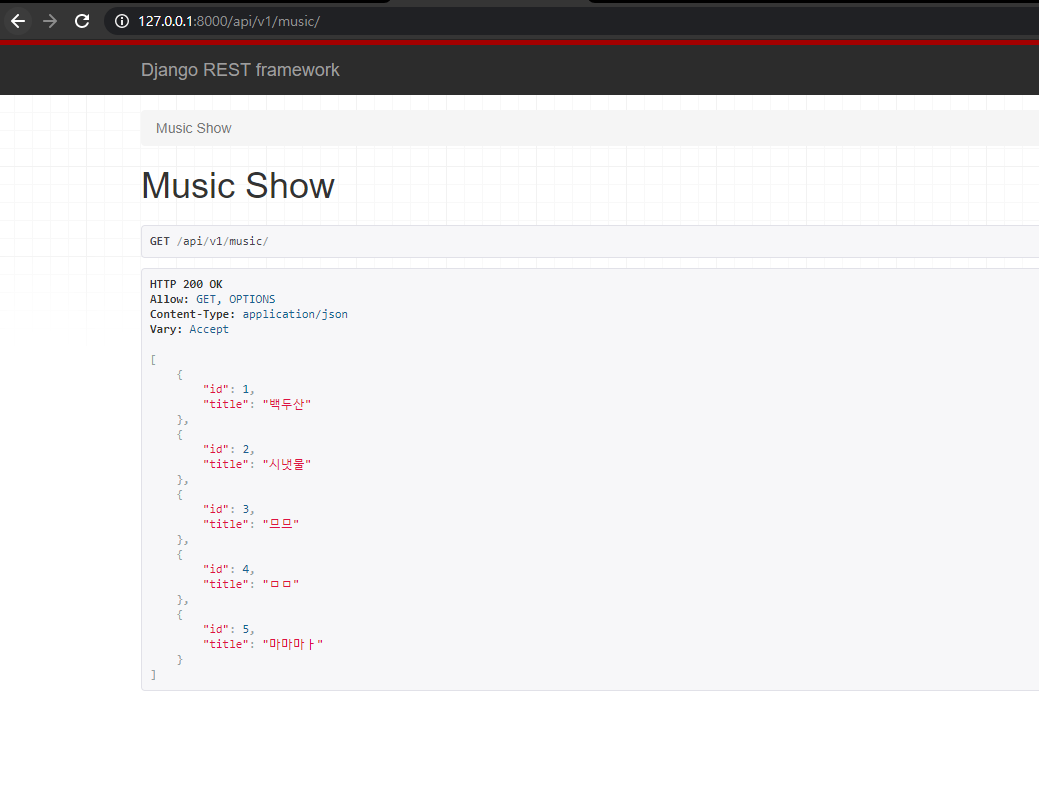 127.0.0.1:8000/api/v1/music/
Django REST framework
Music Show
Music Show
GET /api/v1/music/
HTTP 200 OK
Allow: GET, OPTIONS
Content-Type: application/json
Vary: Accept
[
    {
        "id": 1,
        "title": "백두산"
    },
    {
        "id": 2,
        "title": "시냇물"
    },
    {
        "id": 3,
        "title": "므므"
    },
    {
        "id": 4,
        "title": "ㅁㅁ"
    },
    {
        "id": 5,
        "title": "마마마ㅏ"
    }
]